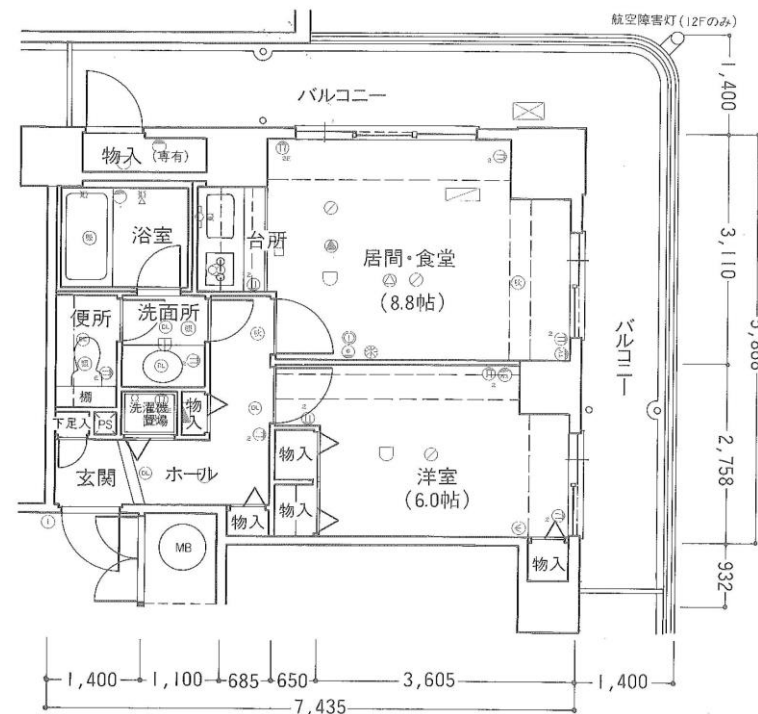 航空障害灯(12Fのみ)
バルコニー
1,400
物入(専有)
浴室
台所
居間・食堂
(8.8帖)
3,110
バルコニー
便所
洗面所
棚
洗濯機
置場
物入
下足入
PS
玄関
ホール
物入
物入
物入
洋室
(6.0帖)
2,758
物入
MB
932
1,400
1,100
685
650
3,605
1,400
7,435